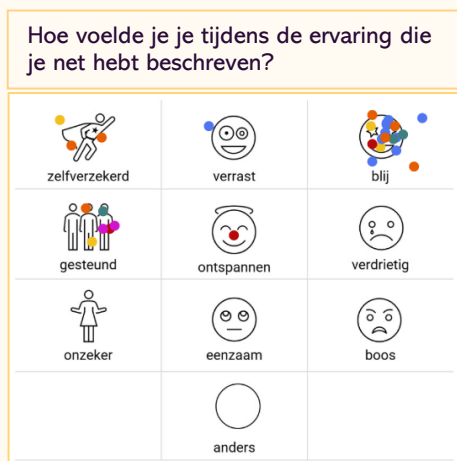 Hoe voelde je je tijdens de ervaring die
je net hebt beschreven?
zelfverzekerd
verrast
blij
gesteund
ontspannen
verdrietig
onzeker
eenzaam
boos
anders